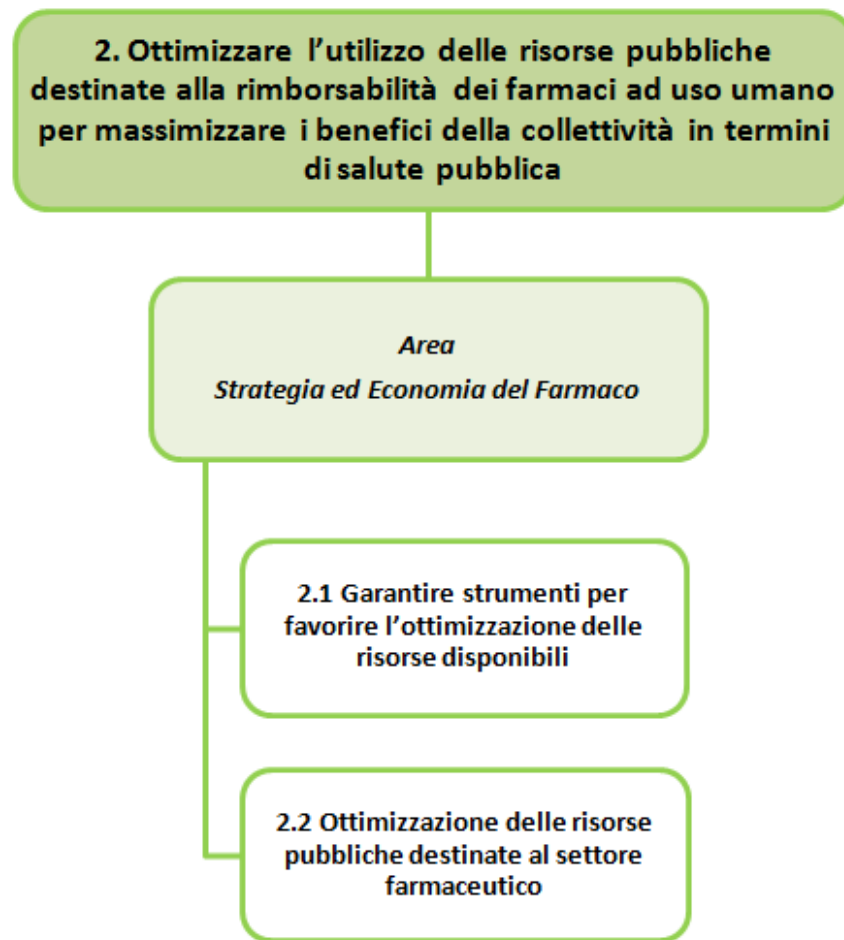 2. Ottimizzare l’utilizzo delle risorse pubbliche
destinate alla rimborsabilità dei farmaci ad uso umano
per massimizzare i benefici della collettività in termini
di salute pubblica
Area
Strategia ed Economia del Farmaco
2.1 Garantire strumenti per
favorire l’ottimizzazione delle
risorse disponibili
2.2 Ottimizzazione delle risorse
pubbliche destinate al settore
farmaceutico